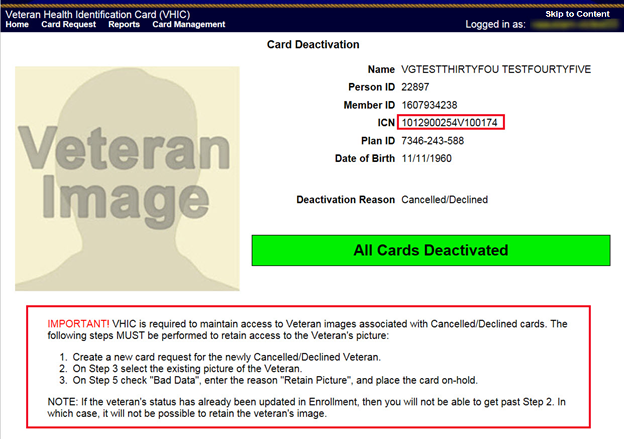 Veteran Health Identification Card (VHIC)
Skip to Content
Home Card Request Reports Card Management
Logged in as:
Card Deactivation
Veteran
Image
Name VGTESTTHIRTYFOU TESTFOURTYFIVE
Person ID 22897
Member ID 1607934238
ICN 1012900254V100174
Plan ID 7346-243-588
Date of Birth 11/11/1960
Deactivation Reason Cancelled/Declined
All Cards Deactivated
IMPORTANT! VHIC is required to maintain access to Veteran images associated with Cancelled/Declined cards. The
following steps MUST be performed to retain access to the Veteran's picture:
1. Create a new card request for the newly Cancelled/Declined Veteran.
2. On Step 3 select the existing picture of the Veteran.
3. On Step 5 check "Bad Data", enter the reason "Retain Picture", and place the card on-hold.
NOTE: If the veteran's status has already been updated in Enrollment, then you will not be able to get past Step 2. In
which case, it will not be possible to retain the veteran's image.